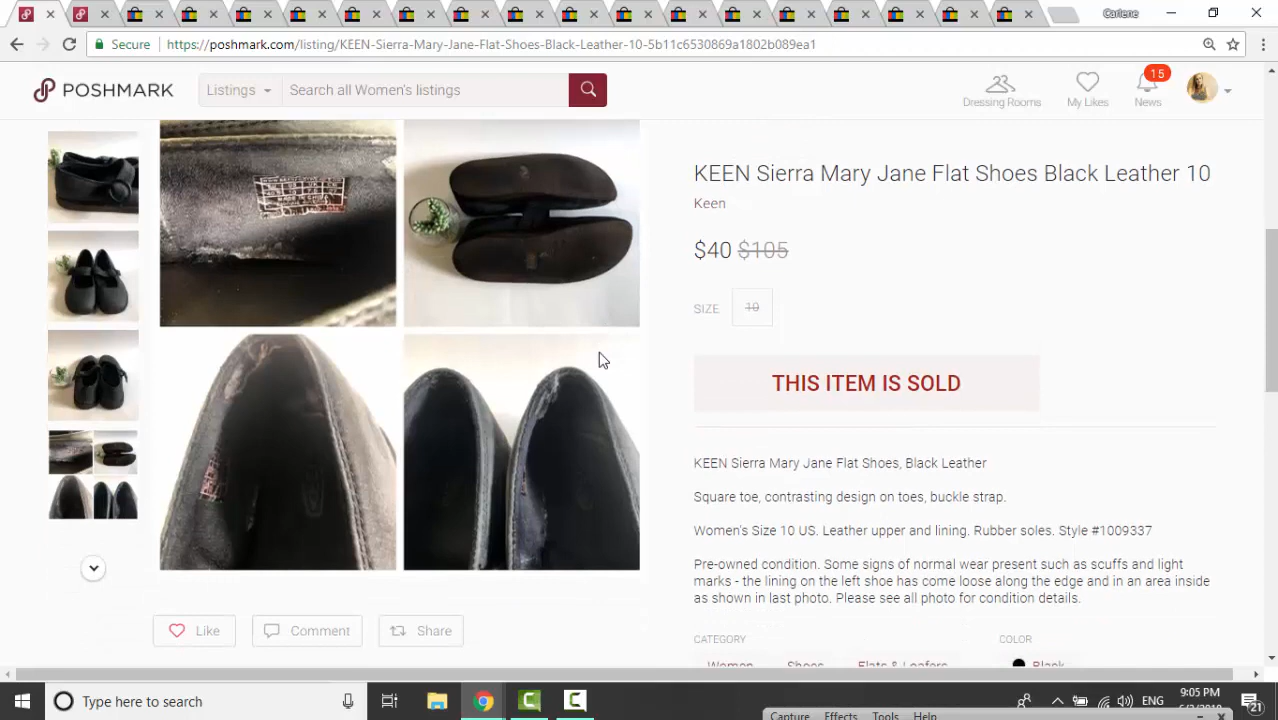 Carlene
Secure https://poshmark.com/listing/KEEN-Sierra-Mary-Jane-Flat-Shoes-Black-Leather-10-5b11c6530869a1802b089ea1
POSHMARK
Listings
Search all Women's listings
15
Dressing Rooms
My Likes
News
KEEN Sierra Mary Jane Flat Shoes Black Leather 10
Keen
$40 $105
SIZE 10
THIS ITEM IS SOLD
KEEN Sierra Mary Jane Flat Shoes, Black Leather
Square toe, contrasting design on toes, buckle strap.
Women's Size 10 US. Leather upper and lining. Rubber soles. Style #1009337
Pre-owned condition. Some signs of normal wear present such as scuffs and light
marks - the lining on the left shoe has come loose along the edge and in an area inside
as shown in last photo. Please see all photo for condition details.
Like
Comment
Share
CATEGORY
COLOR
Women Shoes Flats & Loafers
Black
Type here to search
ENG
9:05 PM
21
Capture Effects Tools Help